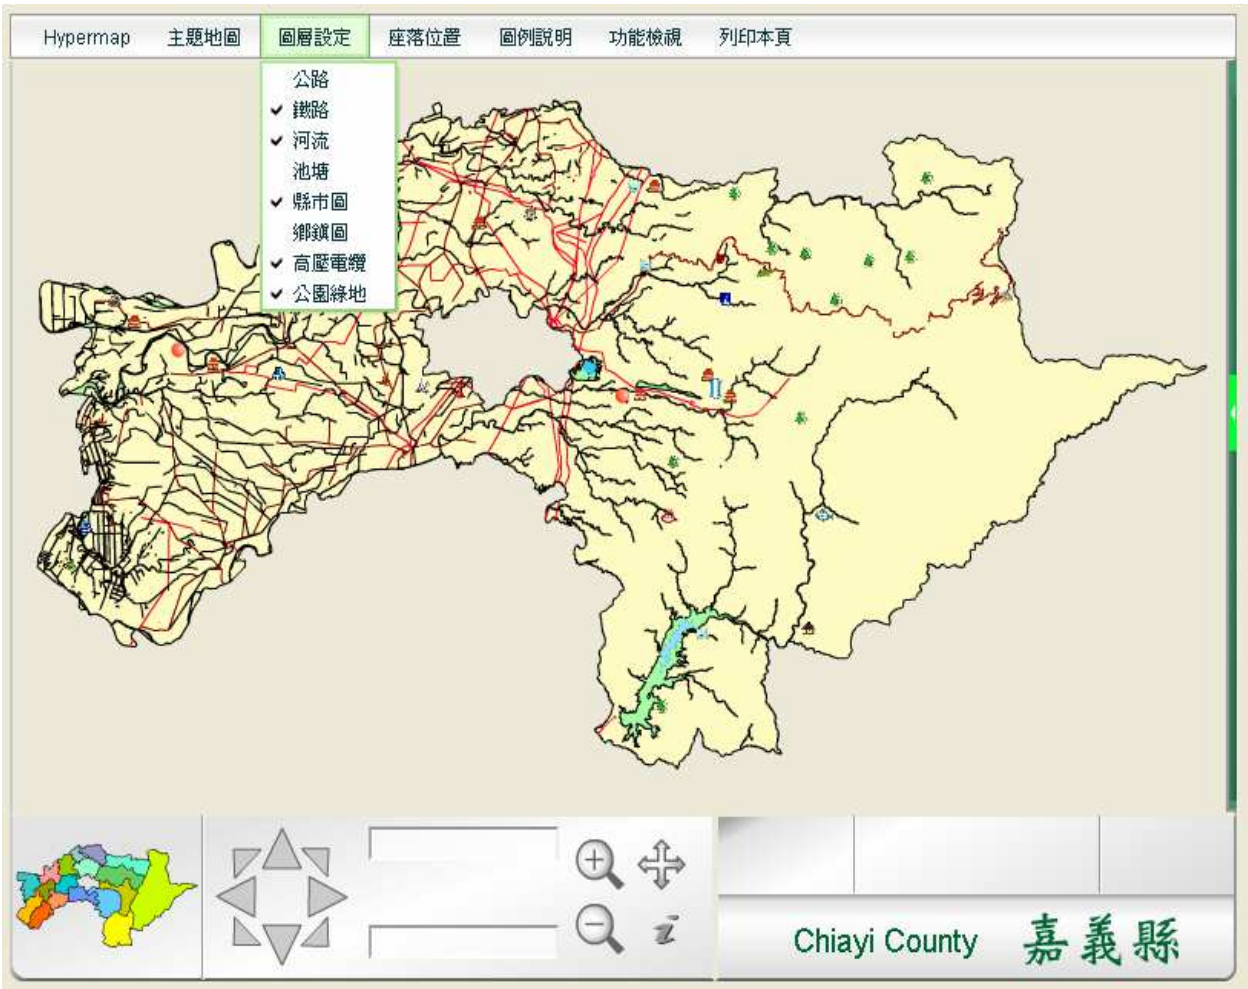 Hypermap 主題地圖 圖層設定 座落位置 圖例說明 功能檢視 列印本頁
公路
鐵路
河流
池塘
縣市圖
鄉鎮圖
高壓電纜
公園綠地
Chiayi County 嘉義縣